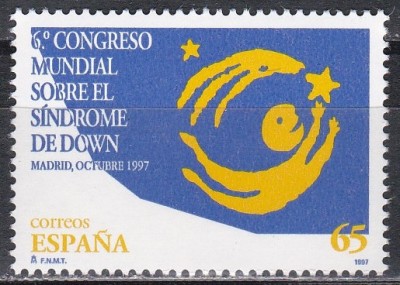 6.º CONGRESO
MUNDIAL
SOBRE EL
SÍNDROME
DE DOWN
MADRID, OCTUBRE 1997
correos
ESPAÑA
65
F.N.M.T.
1997